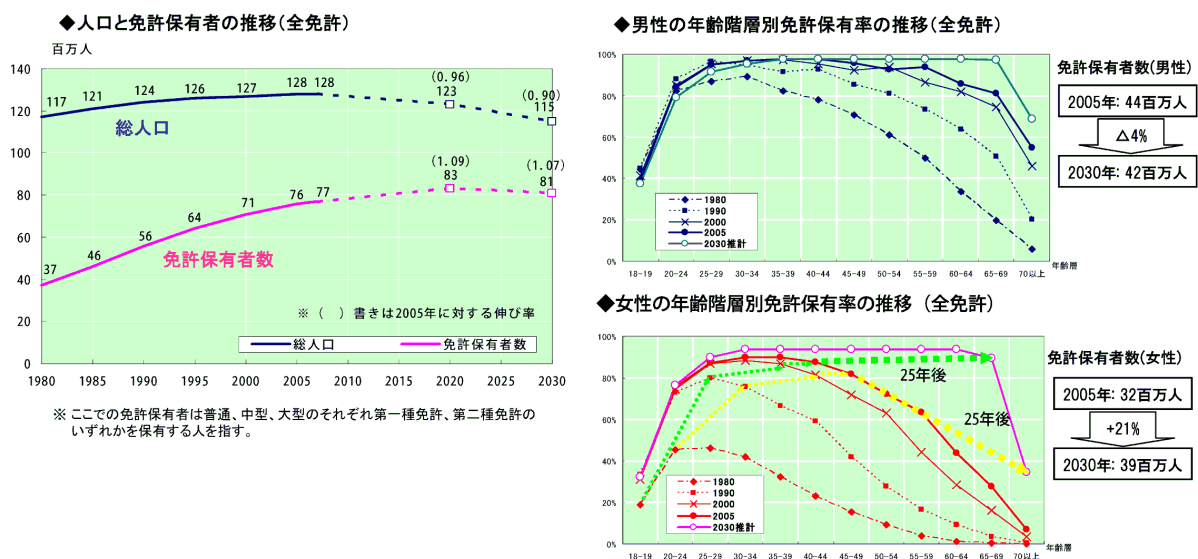 ◆人口と免許保有者の推移(全免許)
百万人
140
120
100
80
60
40
20
0
117
121
124
126
127
128
128
(0.96)
123
(0.90)
115
総人口
37
46
56
64
71
76
77
(1.09)
83
(1.07)
81
免許保有者数
※ ( ) 書きは2005年に対する伸び率
総人口
免許保有者数
1980 1985 1990 1995 2000 2005 2010 2015 2020 2025 2030
※ ここでの免許保有者は普通、中型、大型のそれぞれ第一種免許、第二種免許の
いずれかを保有する人を指す。
◆男性の年齢階層別免許保有率の推移(全免許)
100%
80%
60%
40%
20%
0%
1980
1990
2000
2005
2030推計
18-19 20-24 25-29 30-34 35-39 40-44 45-49 50-54 55-59 60-64 65-69 70以上
年齢層
免許保有者数(男性)
2005年: 44百万人
△4%
2030年: 42百万人
◆女性の年齢階層別免許保有率の推移 (全免許)
100%
80%
60%
40%
20%
0%
25年後
25年後
1980
1990
2000
2005
2030推計
18-19 20-24 25-29 30-34 35-39 40-44 45-49 50-54 55-59 60-64 65-69 70以上
年齢層
免許保有者数(女性)
2005年: 32百万人
+21%
2030年: 39百万人